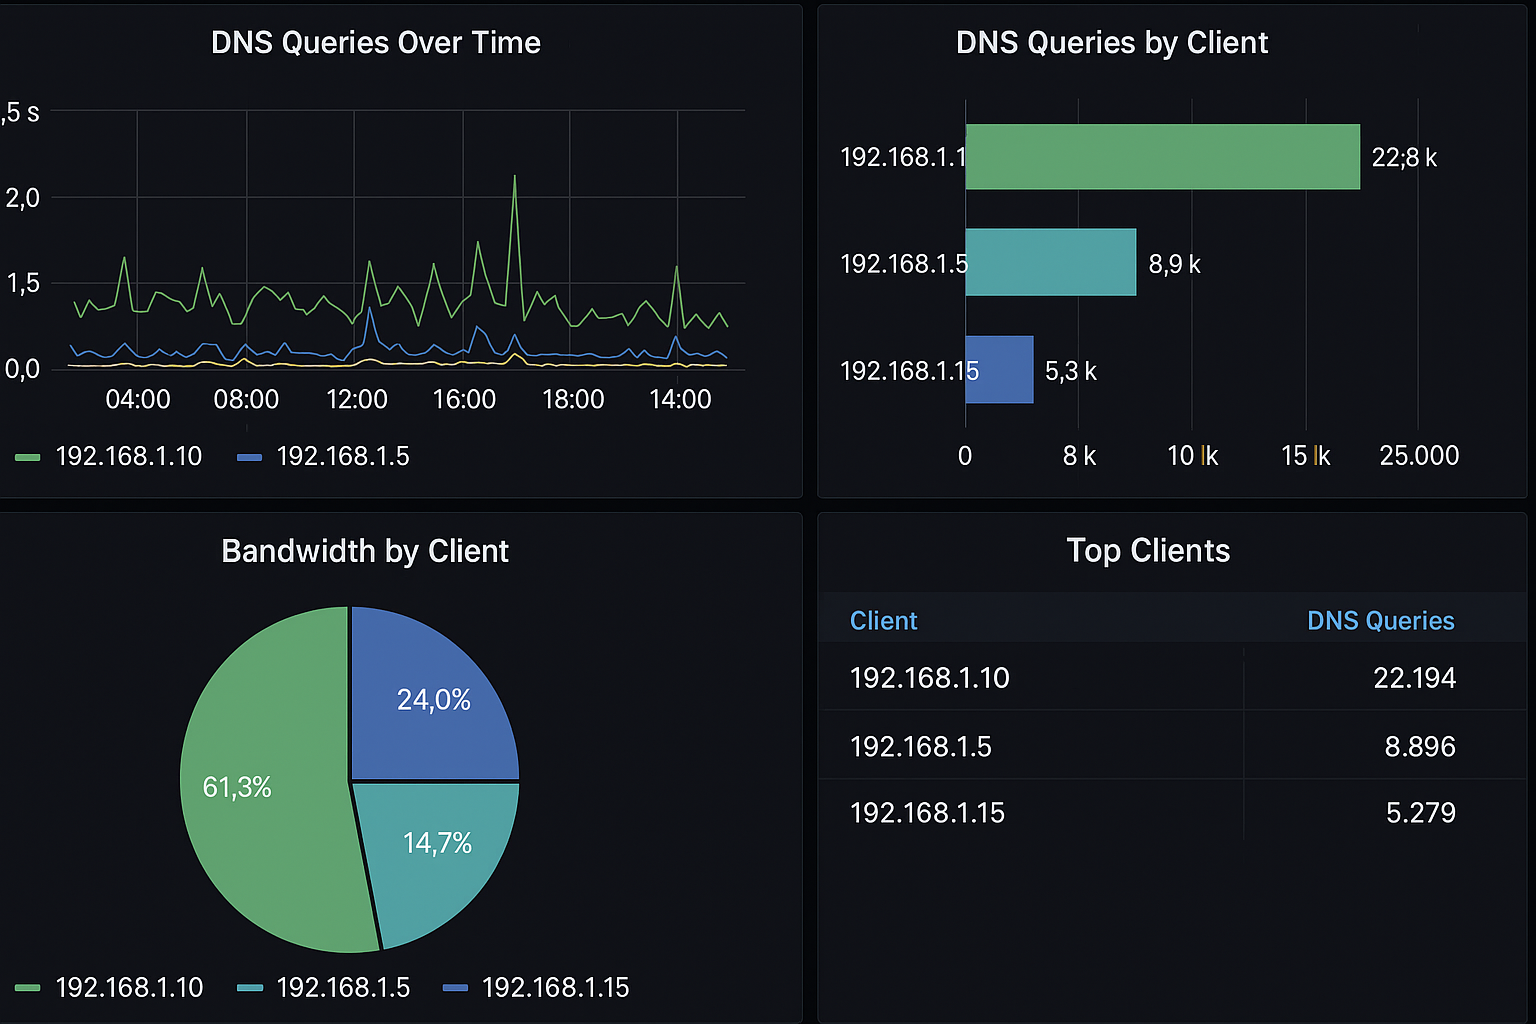 DNS Queries Over Time
,5 s
2,0
1,5
0,0
04:00 08:00 12:00 16:00 18:00 14:00
192.168.1.10 192.168.1.5
DNS Queries by Client
192.168.1.1 22;8 k
192.168.1.5 8,9 k
192.168.1.15 5,3 k
0 8 k 10 k 15 k 25.000
Bandwidth by Client
24,0%
61,3%
14,7%
192.168.1.10 192.168.1.5 192.168.1.15
Top Clients
Client DNS Queries
192.168.1.10 22.194
192.168.1.5 8.896
192.168.1.15 5.279